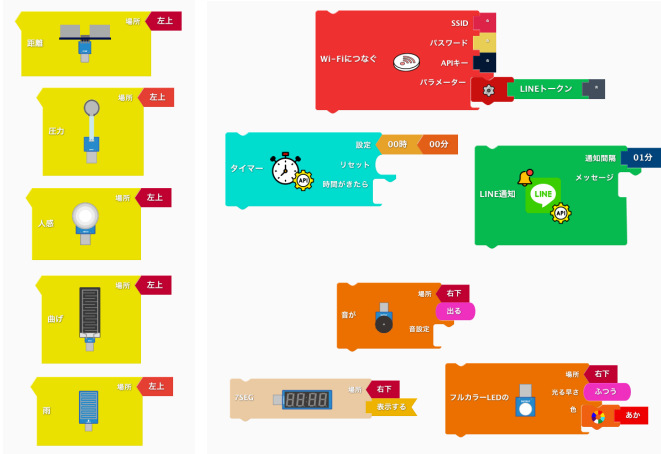 場所 左上
距離
場所 左上
圧力
場所 左上
人感
場所 左上
曲げ
場所 左上
雨
SSID
パスワード
Wi-Fiにつなぐ
APIキー
パラメーター
LINEトークン
設定 00時 00分
タイマー
リセット
API
時間がきたら
通知間隔 01分
メッセージ
LINE通知
LINE
API
場所 右下
音が
出る
音設定
場所 右下
7SEG
表示する
場所 右下
光る早さ ふつう
フルカラーLEDの
色 あか